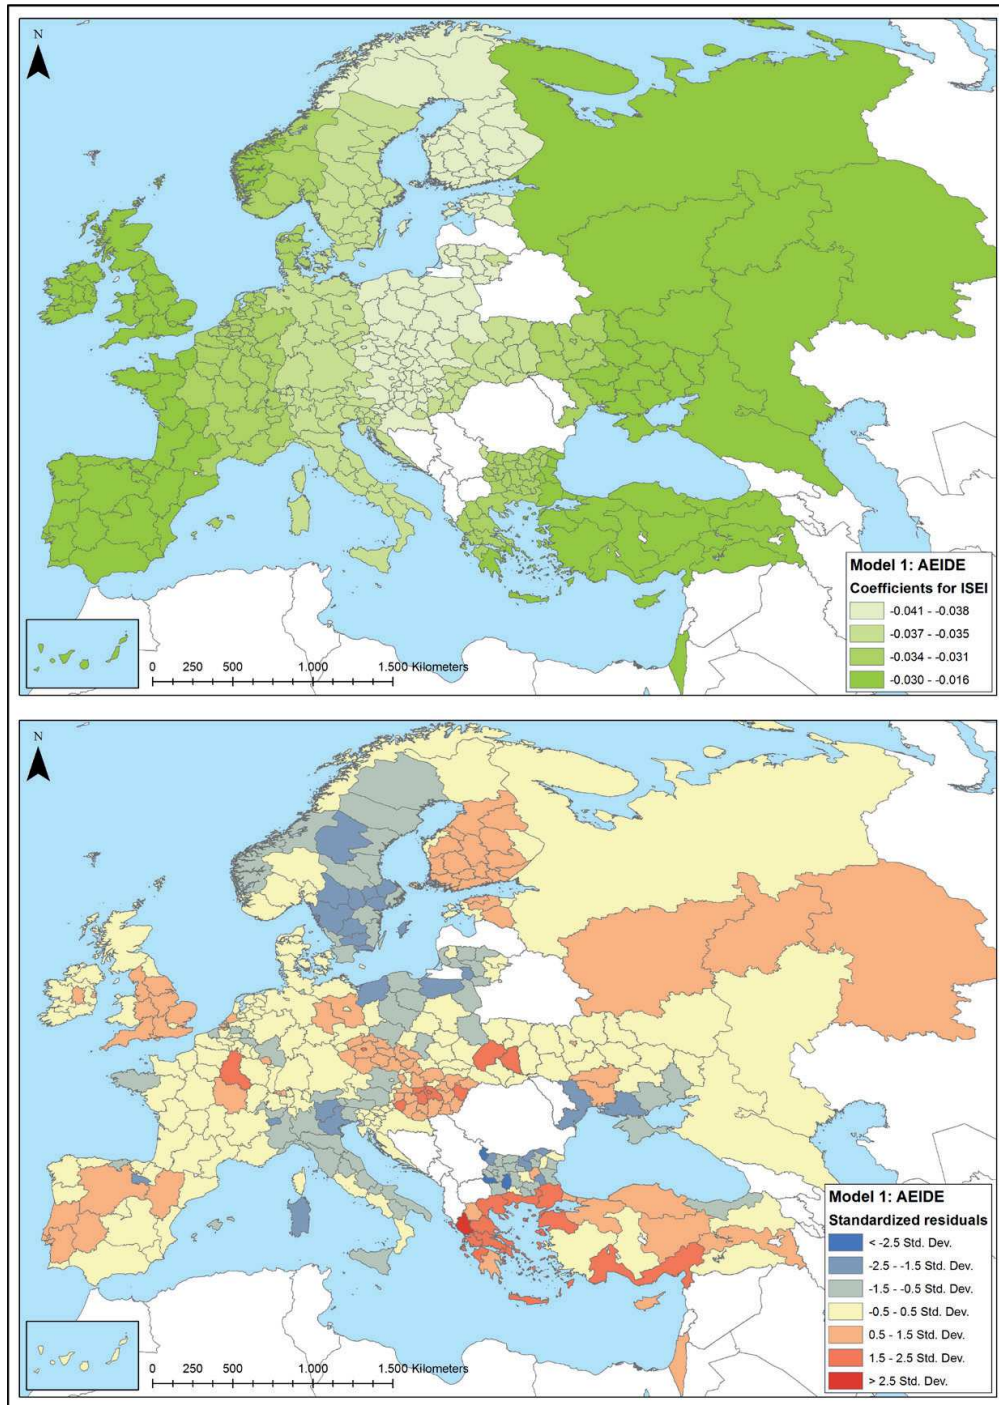 N
Model 1: AEIDE
Coefficients for ISEI
-0.041 - -0.038
-0.037 - -0.035
-0.034 - -0.031
-0.030 - -0.016
0 250 500 1.000 1.500 Kilometers
N
Model 1: AEIDE
Standardized residuals
< -2.5 Std. Dev.
-2.5 - -1.5 Std. Dev.
-1.5 - -0.5 Std. Dev.
-0.5 - 0.5 Std. Dev.
0.5 - 1.5 Std. Dev.
1.5 - 2.5 Std. Dev.
> 2.5 Std. Dev.
0 250 500 1.000 1.500 Kilometers